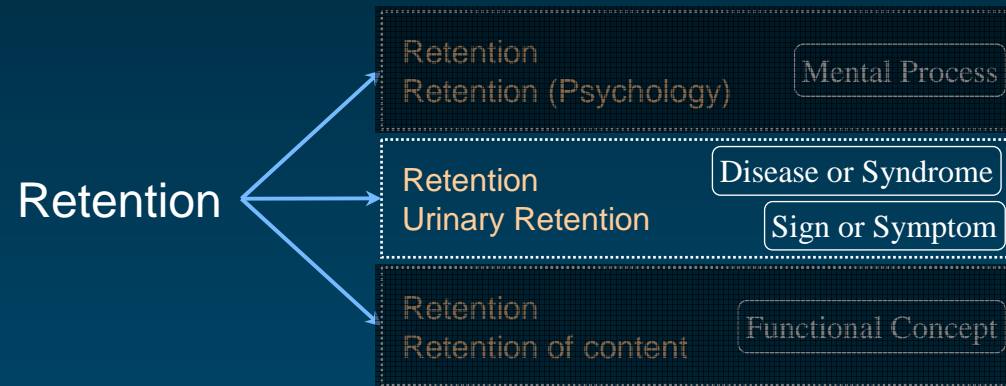 Retention
Retention
Retention (Psychology)
Mental Process
Retention
Urinary Retention
Disease or Syndrome
Sign or Symptom
Retention
Retention of content
Functional Concept